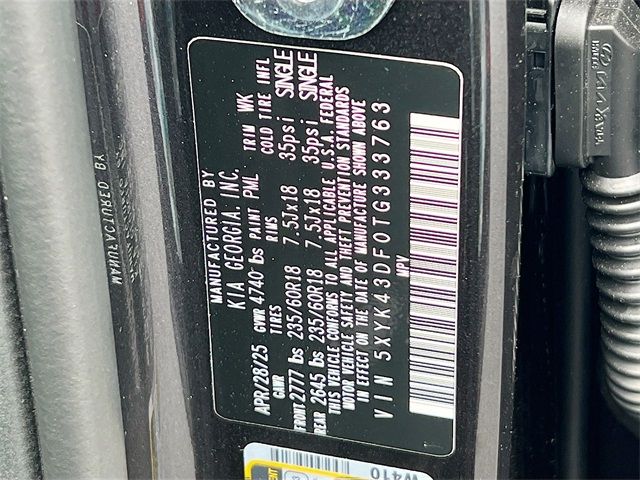 MANUFACTURED BY
KIA GEORGIA, INC.
APR/28/25 GVWR 4740 lbs PAINT PML TRIM WK
GAWR TIRES RIMS COLD TIRE INFL
FRONT 2777 lbs 235/60R18 7.5Jx18 35psi SINGLE
REAR 2645 lbs 235/60R18 7.5Jx18 35psi SINGLE
THIS VEHICLE CONFORMS TO ALL APPLICABLE U.S.A. FEDERAL
MOTOR VEHICLE SAFETY AND THEFT PREVENTION STANDARDS
IN EFFECT ON THE DATE OF MANUFACTURE SHOWN ABOVE
VIN 5XYK43DF0TG333763
MPV
MANUFACTURED BY
W410